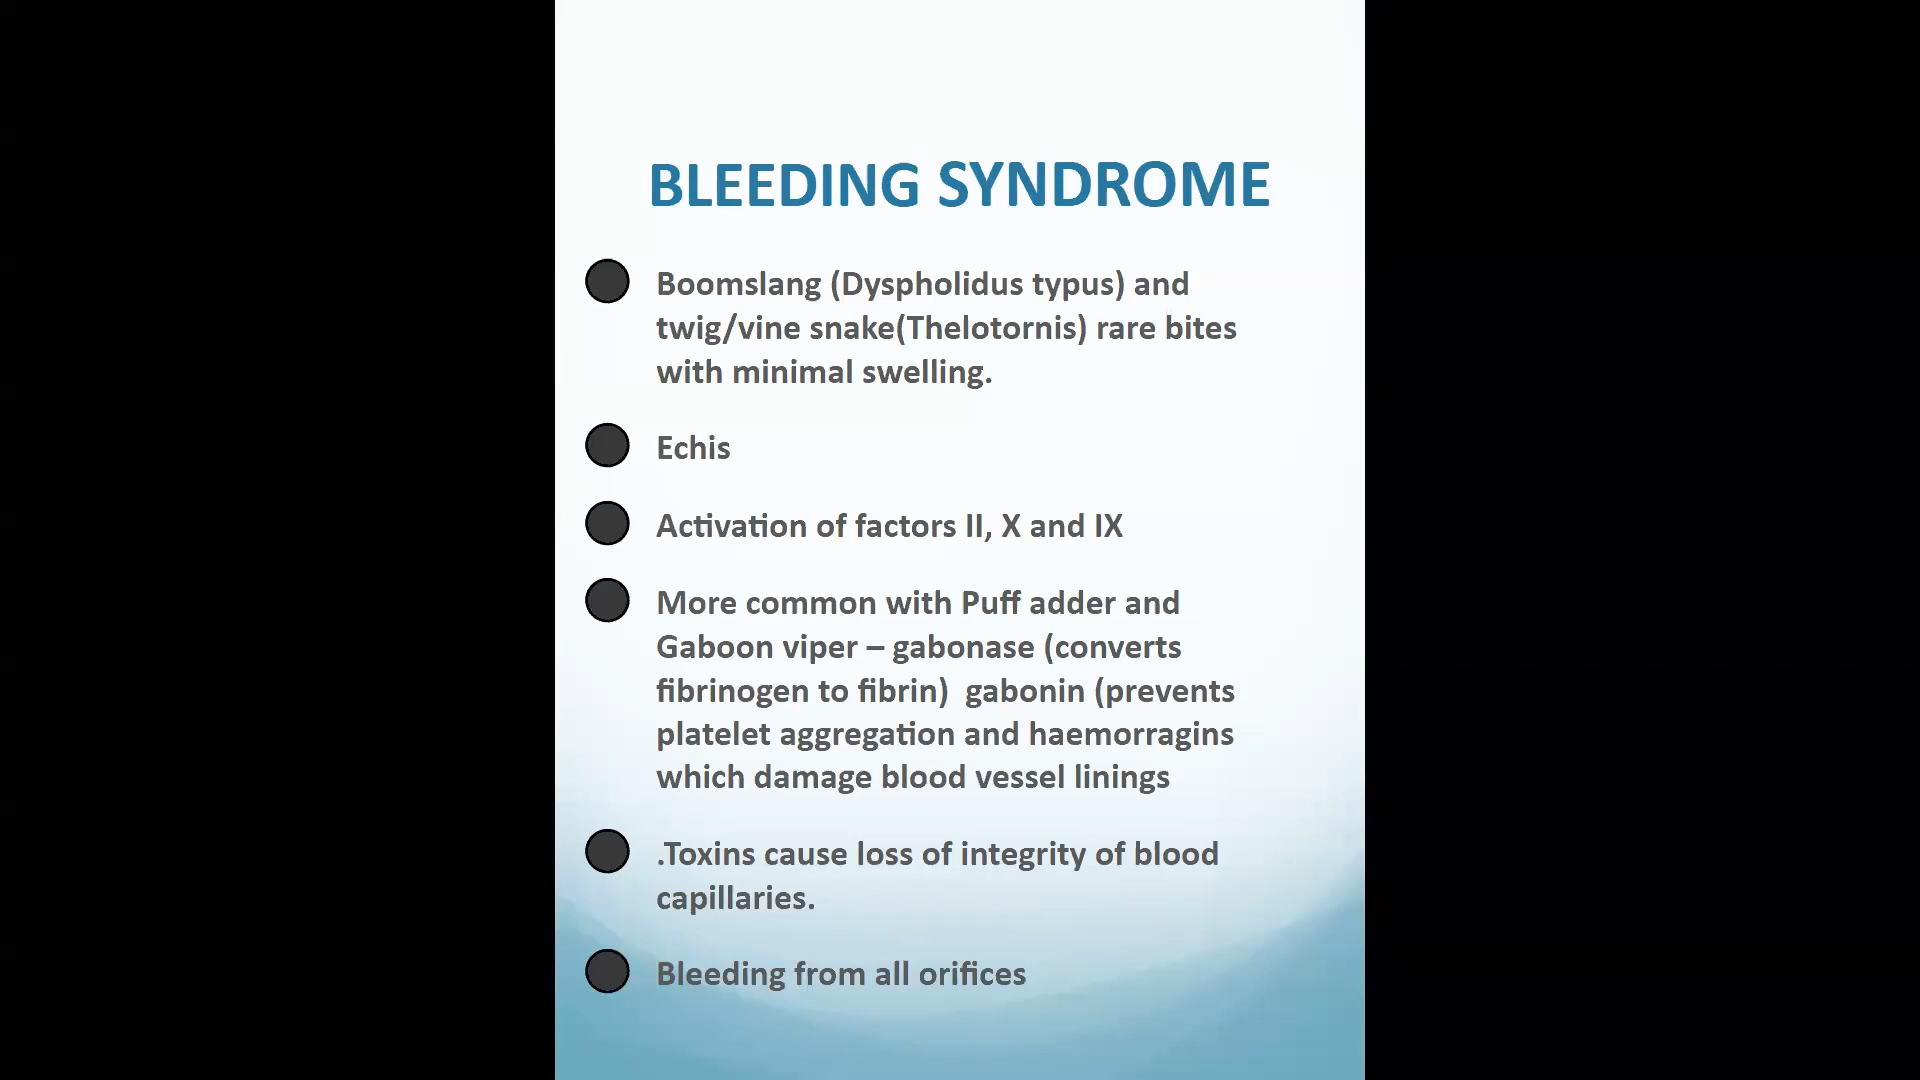 BLEEDING SYNDROME
Boomslang (Dyspholidus typus) and
twig/vine snake(Thelotornis) rare bites
with minimal swelling.
Echis
Activation of factors II, X and IX
More common with Puff adder and
Gaboon viper – gabonase (converts
fibrinogen to fibrin)  gabonin (prevents
platelet aggregation and haemorragins
which damage blood vessel linings
.Toxins cause loss of integrity of blood
capillaries.
Bleeding from all orifices